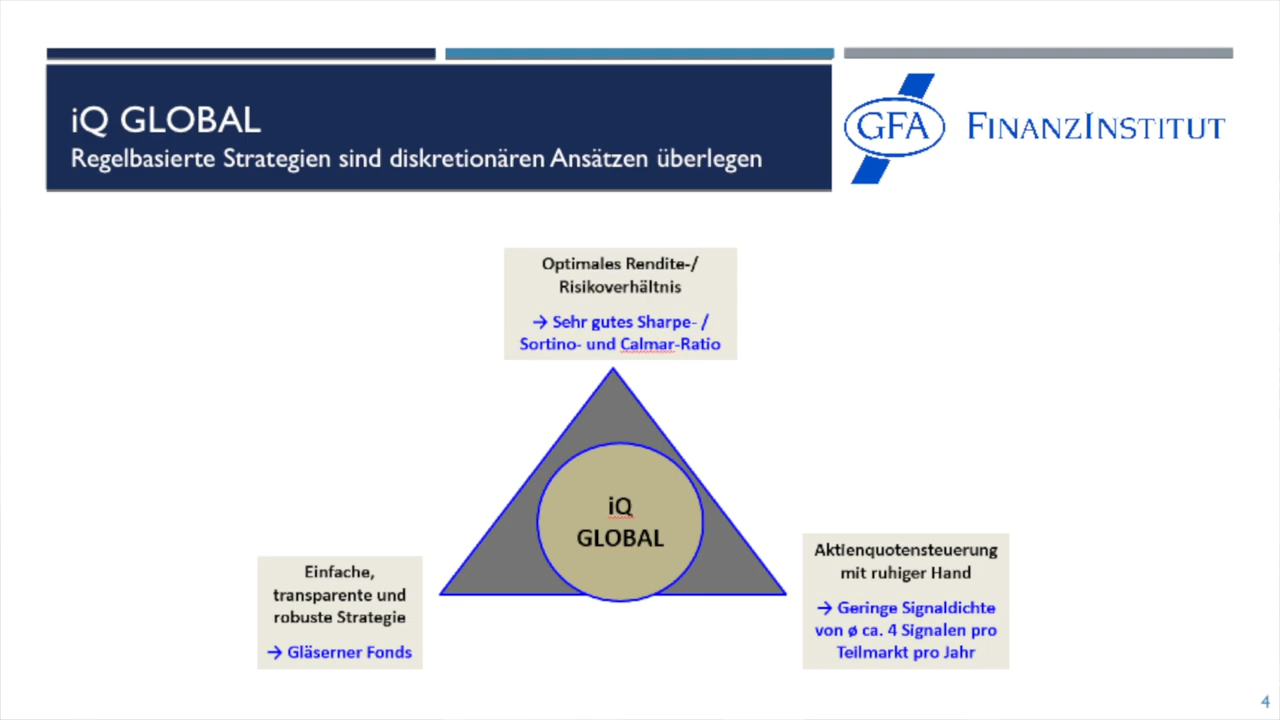 iQ GLOBAL
Regelbasierte Strategien sind diskretionären Ansätzen überlegen
GFA FINANZINSTITUT
Optimales Rendite-/
Risikoverhältnis
→ Sehr gutes Sharpe- /
Sortino- und Calmar-Ratio
iQ
GLOBAL
Einfache,
transparente und
robuste Strategie
→ Gläserner Fonds
Aktienquotensteuerung
mit ruhiger Hand
→ Geringe Signaldichte
von ø ca. 4 Signalen pro
Teilmarkt pro Jahr
4